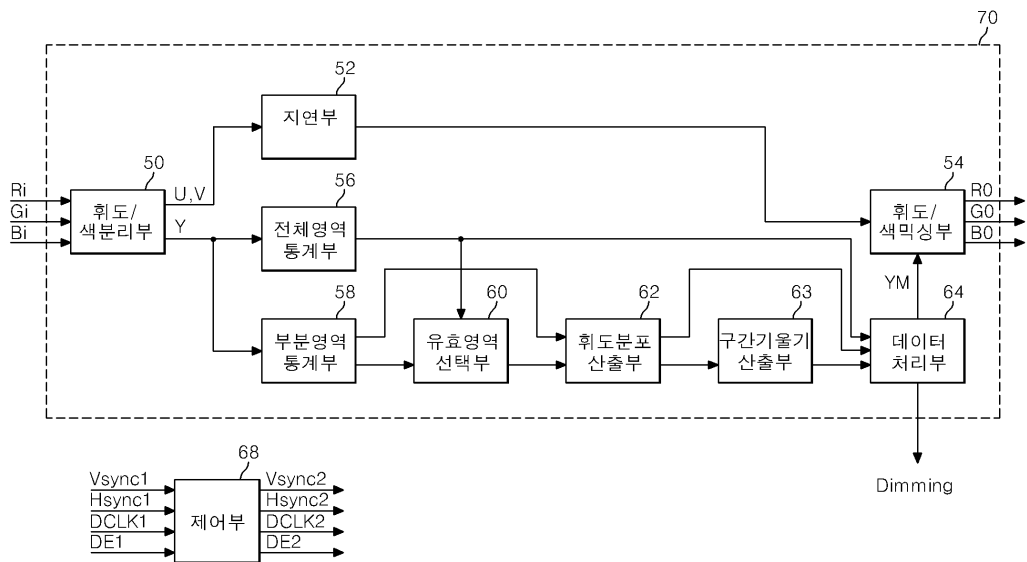 70
52
지연부
50
Ri
Gi
Bi
휘도/
색분리부
U,V
Y
56
전체영역
통계부
54
휘도/
색믹싱부
R0
G0
B0
YM
58
부분영역
통계부
60
유효영역
선택부
62
휘도분포
산출부
63
구간기울기
산출부
64
데이터
처리부
Dimming
68
Vsync1
Hsync1
DCLK1
DE1
제어부
Vsync2
Hsync2
DCLK2
DE2